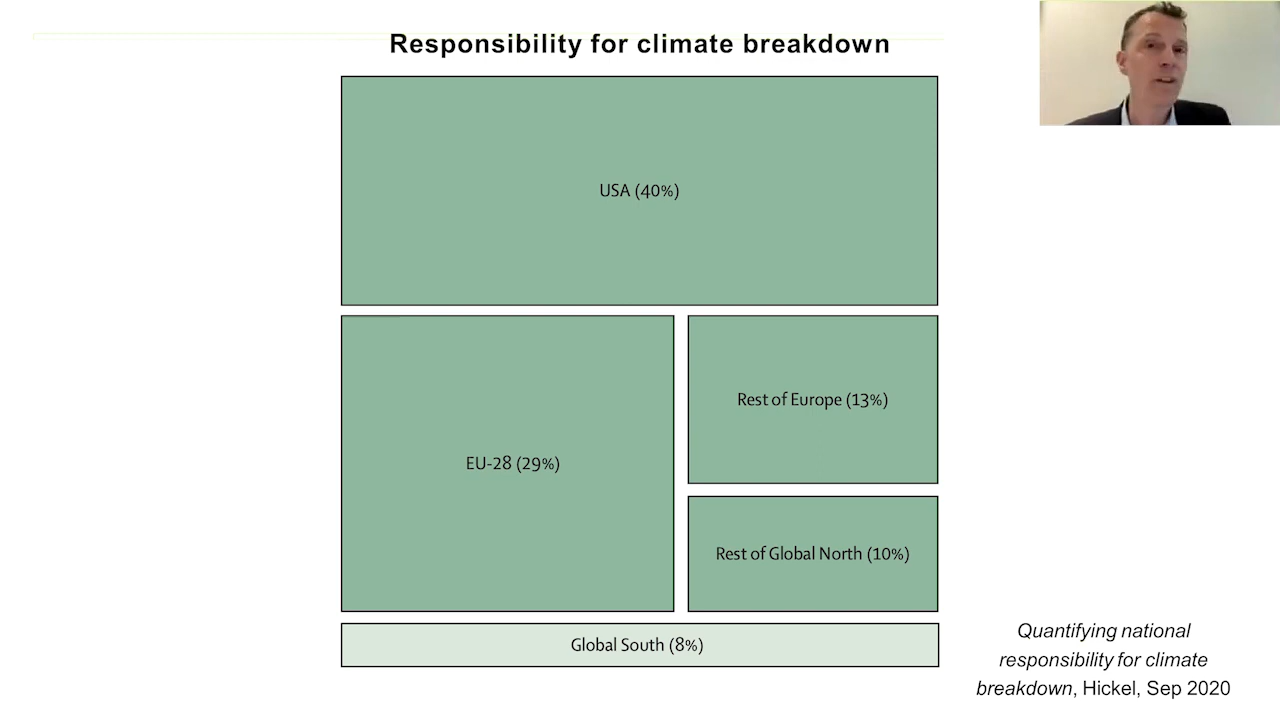 Responsibility for climate breakdown
USA (40%)
EU-28 (29%)
Rest of Europe (13%)
Rest of Global North (10%)
Global South (8%)
Quantifying national
responsibility for climate
breakdown, Hickel, Sep 2020